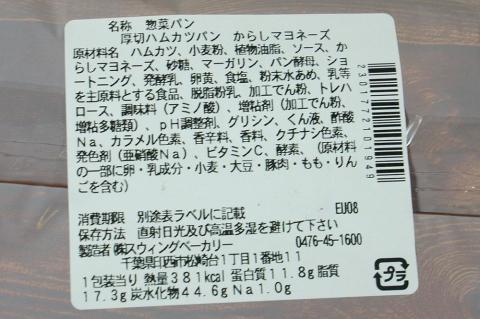 名称 惣菜パン
厚切ハムカツパン からしマヨネーズ
原材料名 ハムカツ、小麦粉、植物油脂、ソース、か
らしマヨネーズ、砂糖、マーガリン、パン酵母、ショ
ートニング、発酵乳、卵黄、食塩、粉末水あめ、乳等
を主原料とする食品、脱脂粉乳、加工でん粉、トレハ
ロース、調味料（アミノ酸）、増粘剤（加工でん粉、
増粘多糖類）、pH調整剤、グリシン、くん液、酢酸
Na、カラメル色素、香辛料、香料、クチナシ色素、
発色剤（亜硝酸Na）、ビタミンC、酵素、（原材料
の一部に卵・乳成分・小麦・大豆・豚肉・もも・りん
ごを含む）
消費期限 別途表ラベルに記載 EU08
保存方法 直射日光及び高温多湿を避けて下さい
製造者 ㈱スウィングベーカリー 0476-45-1600
千葉県印西市松崎台1丁目1番地11
1包装当り 熱量381kcal 蛋白質11.8g 脂質
17.3g 炭水化物44.6g Na1.0g
プラ
2301772101949